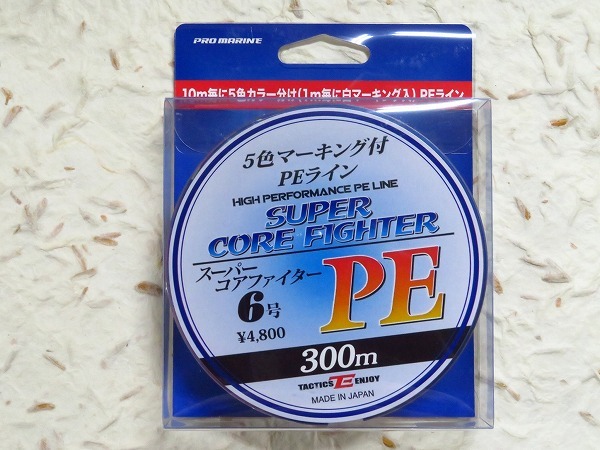 PRO MARINE
10m毎に5色カラー分け(1m毎に白マーキング入) PEライン
5色マーキング付
PEライン
HIGH PERFORMANCE PE LINE
SUPER
CORE FIGHTER
スーパー
コアファイター
PE
6号
¥4,800
300m
TACTICS TE ENJOY
MADE IN JAPAN